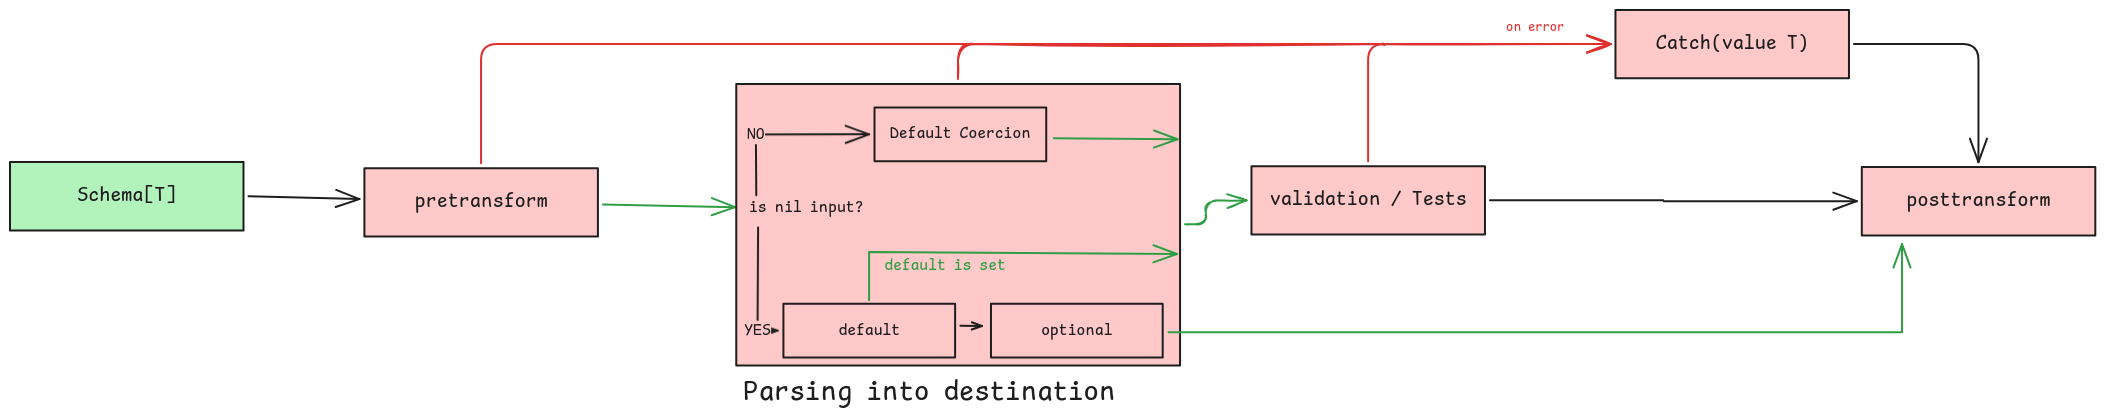 on error
Catch(value T)
Schema[T]
pretransform
NO
Default Coercion
is nil input?
default is set
YES
default
optional
Parsing into destination
validation / Tests
posttransform